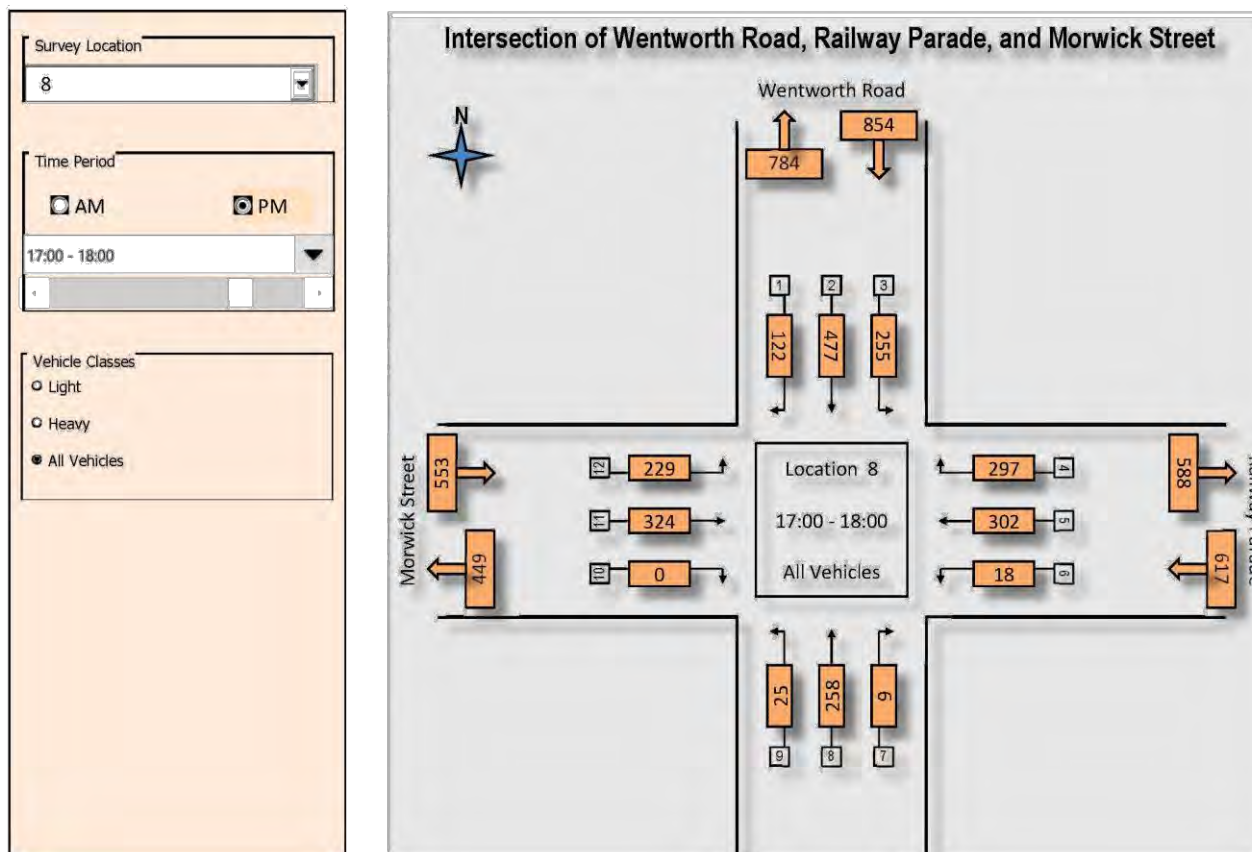 Survey Location
8
Time Period
AM
PM
17:00 - 18:00
Vehicle Classes
Light
Heavy
All Vehicles
Intersection of Wentworth Road, Railway Parade, and Morwick Street
N
Wentworth Road
784
854
1
2
3
122
477
255
Morwick Street
553
449
12
229
11
324
10
0
Location 8
17:00 - 18:00
All Vehicles
297
4
302
5
18
6
588
617
25
258
9
9
8
7